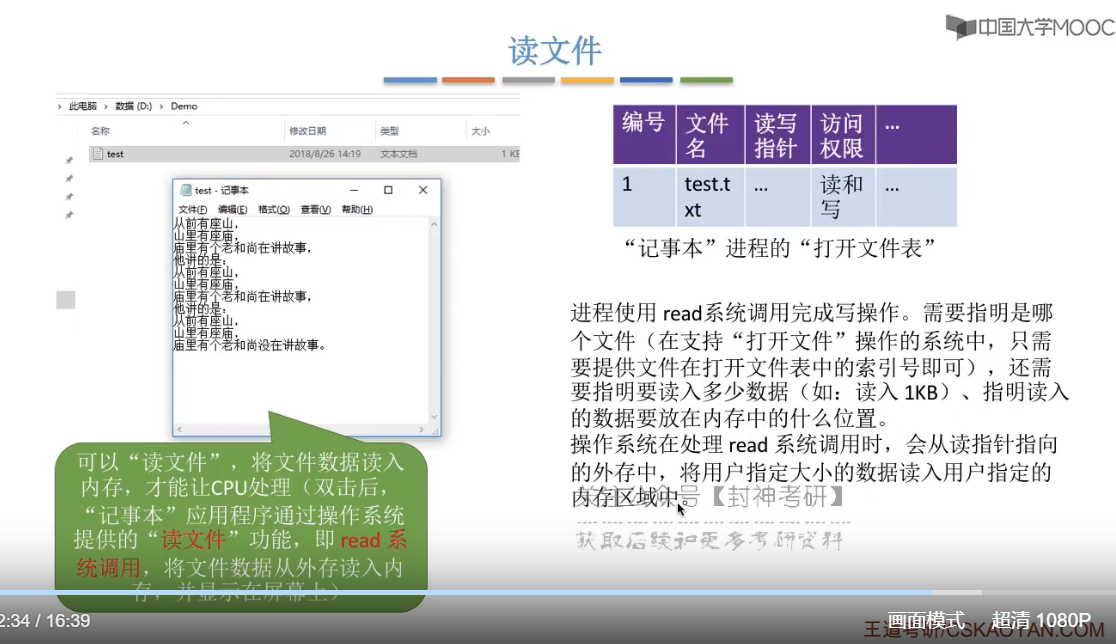 中国大学MOOC
读文件
› 此电脑 › 数据 (D:) › Demo
名称 修改日期 类型 大小
test 2018/8/26 14:19 文本文档 1 KB
test - 记事本
文件(F) 编辑(E) 格式(O) 查看(V) 帮助(H)
从前有座山，
山里有座庙，
庙里有个老和尚在讲故事，
他讲的是：
从前有座山，
山里有座庙，
庙里有个老和尚在讲故事，
他讲的是：
从前有座山，
山里有座庙，
庙里有个老和尚没在讲故事。
可以“读文件”，将文件数据读入
内存，才能让CPU处理（双击后，
“记事本”应用程序通过操作系统
提供的“读文件”功能，即 read 系
统调用，将文件数据从外存读入内
存，并显示在屏幕上）
编号 文件名 读写指针 访问权限 ...
1 test.txt ... 读和写 ...
“记事本”进程的“打开文件表”
进程使用 read系统调用完成写操作。需要指明是哪
个文件（在支持“打开文件”操作的系统中，只需
要提供文件在打开文件表中的索引号即可），还需
要指明要读入多少数据（如：读入 1KB）、指明读入
的数据要放在内存中的什么位置。
操作系统在处理 read 系统调用时，会从读指针指向
的外存中，将用户指定大小的数据读入用户指定的
内存区域中。
号【封神考研】
获取后续和更多考研资料
2:34 / 16:39
画面模式 超清 1080P
王道考研/CSKAOYAN.COM